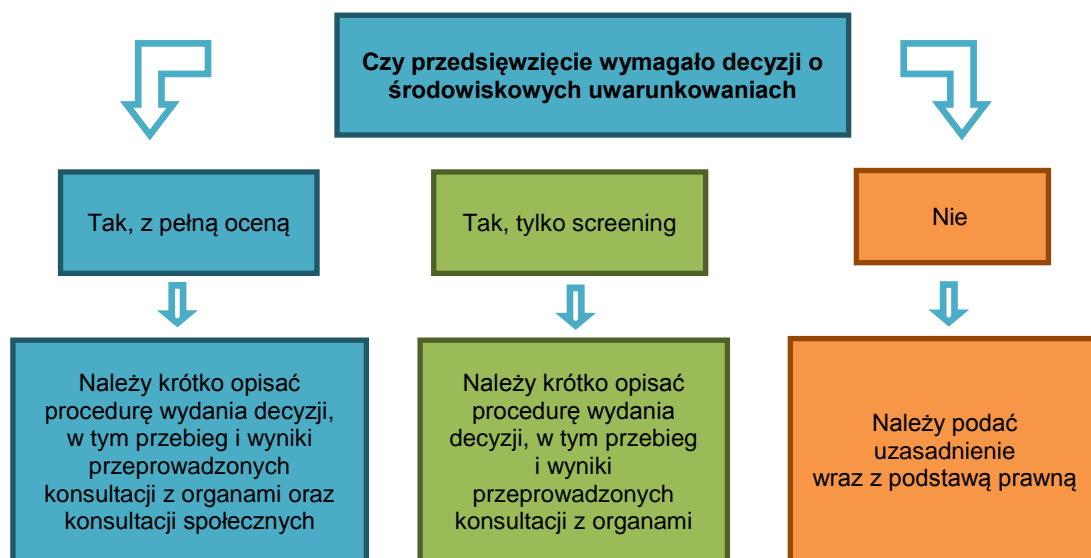 Czy przedsięwzięcie wymagało decyzji o
środowiskowych uwarunkowaniach
Tak, z pełną oceną
Tak, tylko screening
Nie
Należy krótko opisać
procedurę wydania decyzji,
w tym przebieg i wyniki
przeprowadzonych
konsultacji z organami oraz
konsultacji społecznych
Należy krótko opisać
procedurę wydania
decyzji, w tym przebieg
i wyniki
przeprowadzonych
konsultacji z organami
Należy podać
uzasadnienie
wraz z podstawą prawną